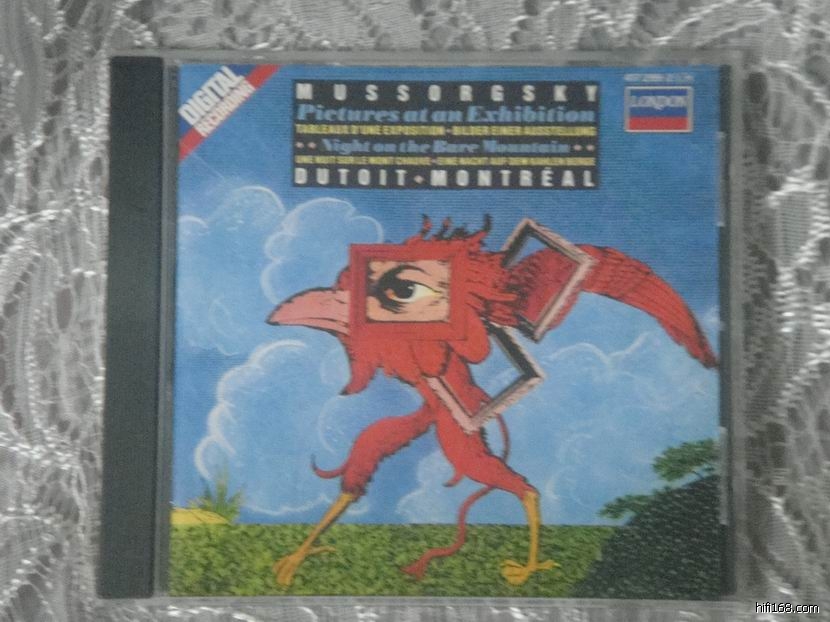 DIGITAL
RECORDING
MUSSORGSKY
Pictures at an Exhibition
TABLEAUX D'UNE EXPOSITION · BILDER EINER AUSSTELLUNG
Night on the Bare Mountain
UNE NUIT SUR LE MONT CHAUVE · EINE NACHT AUF DEM KAHLEN BERGE
DUTOIT · MONTRÉAL
LONDON
hifi168.com